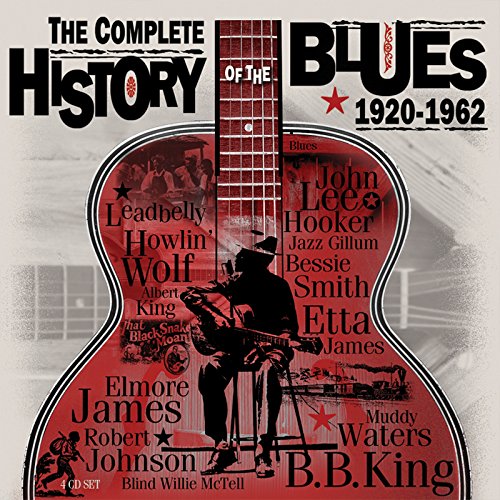 THE COMPLETE
HISTORY
OF THE
BLUES
1920-1962
Blues
Leadbelly
Howlin'
Wolf
Albert
King
That
Black Snake
Moan
John
Lee
Hooker
Jazz Gillum
Bessie
Smith
Etta
James
Elmore
James
Robert
Johnson
Blind Willie McTell
Muddy
Waters
B.B. King
4 CD SET